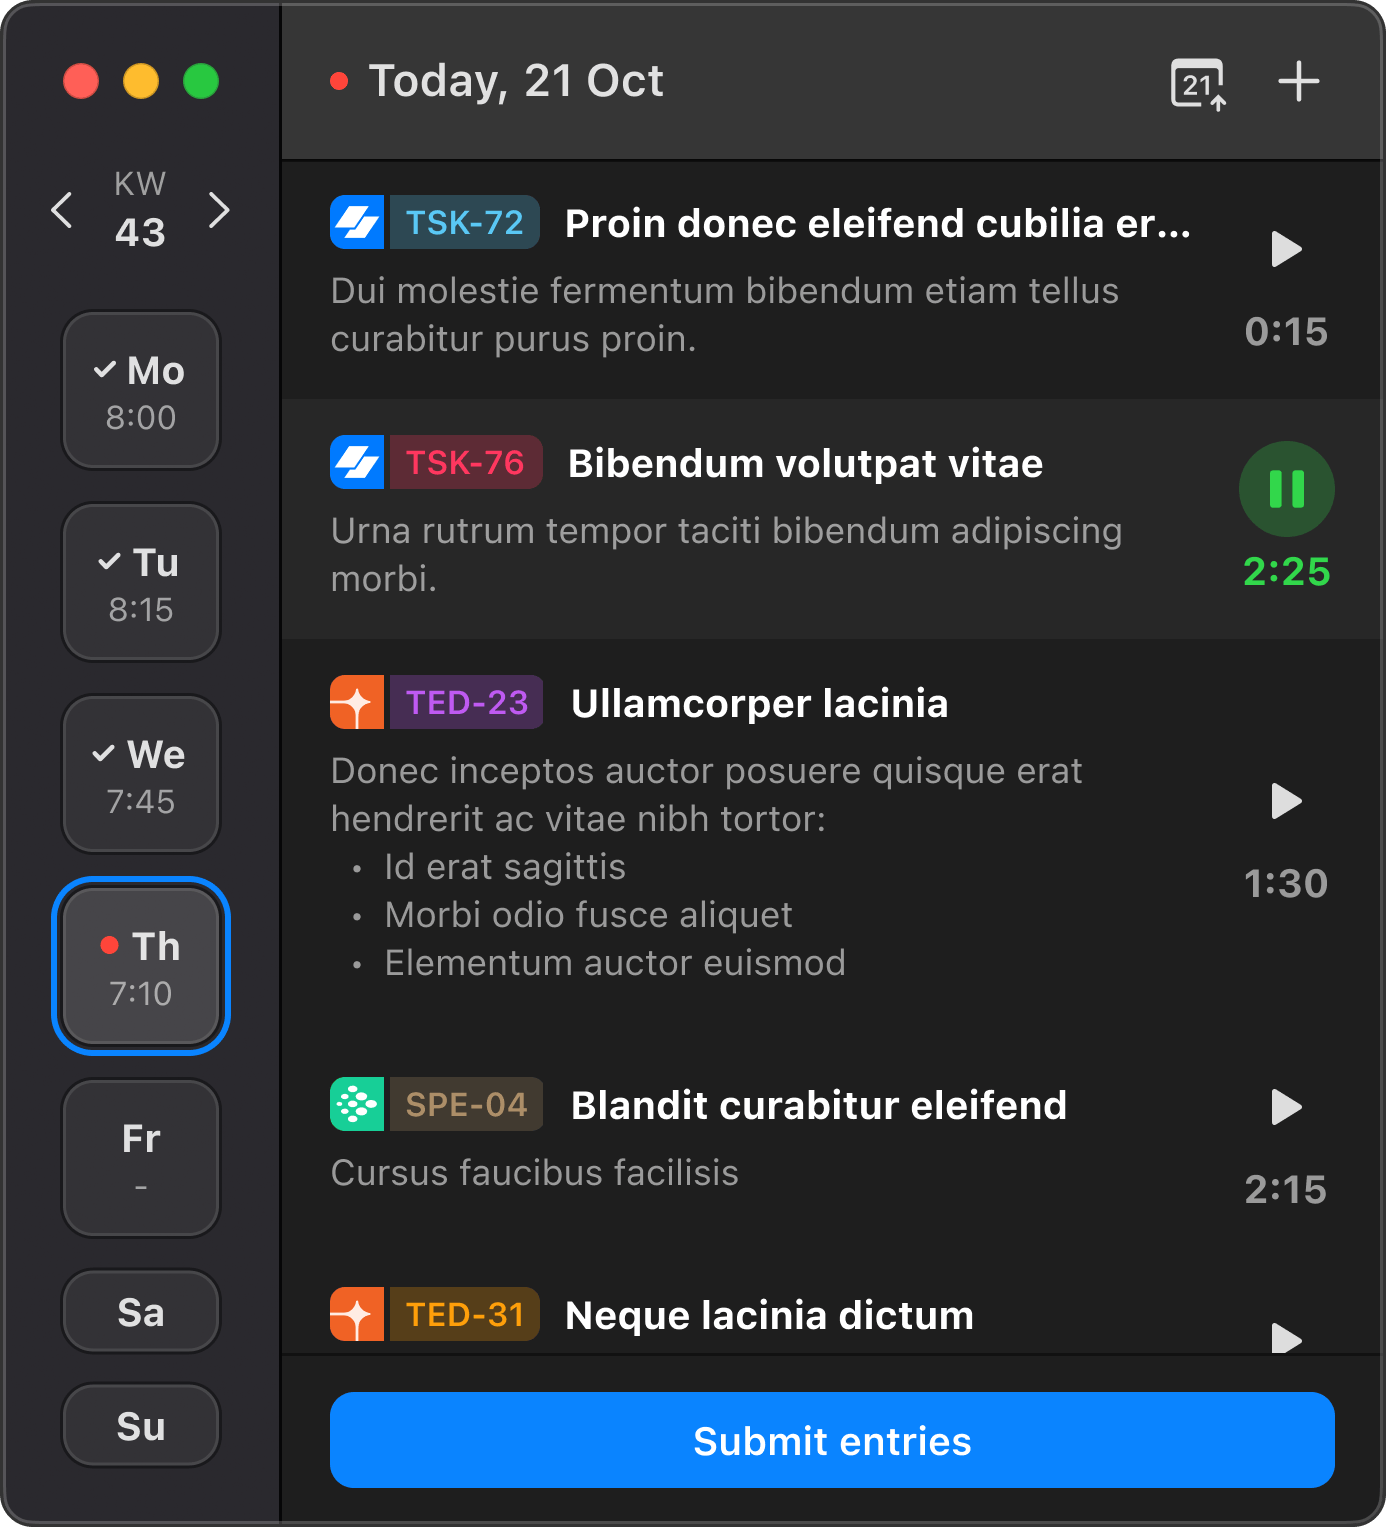 Today, 21 Oct
21
KW
43
Mo
8:00
Tu
8:15
We
7:45
Th
7:10
Fr
-
Sa
Su
TSK-72 Proin donec eleifend cubilia er...
Dui molestie fermentum bibendum etiam tellus
curabitur purus proin.
0:15
TSK-76 Bibendum volutpat vitae
Urna rutrum tempor taciti bibendum adipiscing
morbi.
2:25
TED-23 Ullamcorper lacinia
Donec inceptos auctor posuere quisque erat
hendrerit ac vitae nibh tortor:
• Id erat sagittis
• Morbi odio fusce aliquet
• Elementum auctor euismod
1:30
SPE-04 Blandit curabitur eleifend
Cursus faucibus facilisis
2:15
TED-31 Neque lacinia dictum
Submit entries